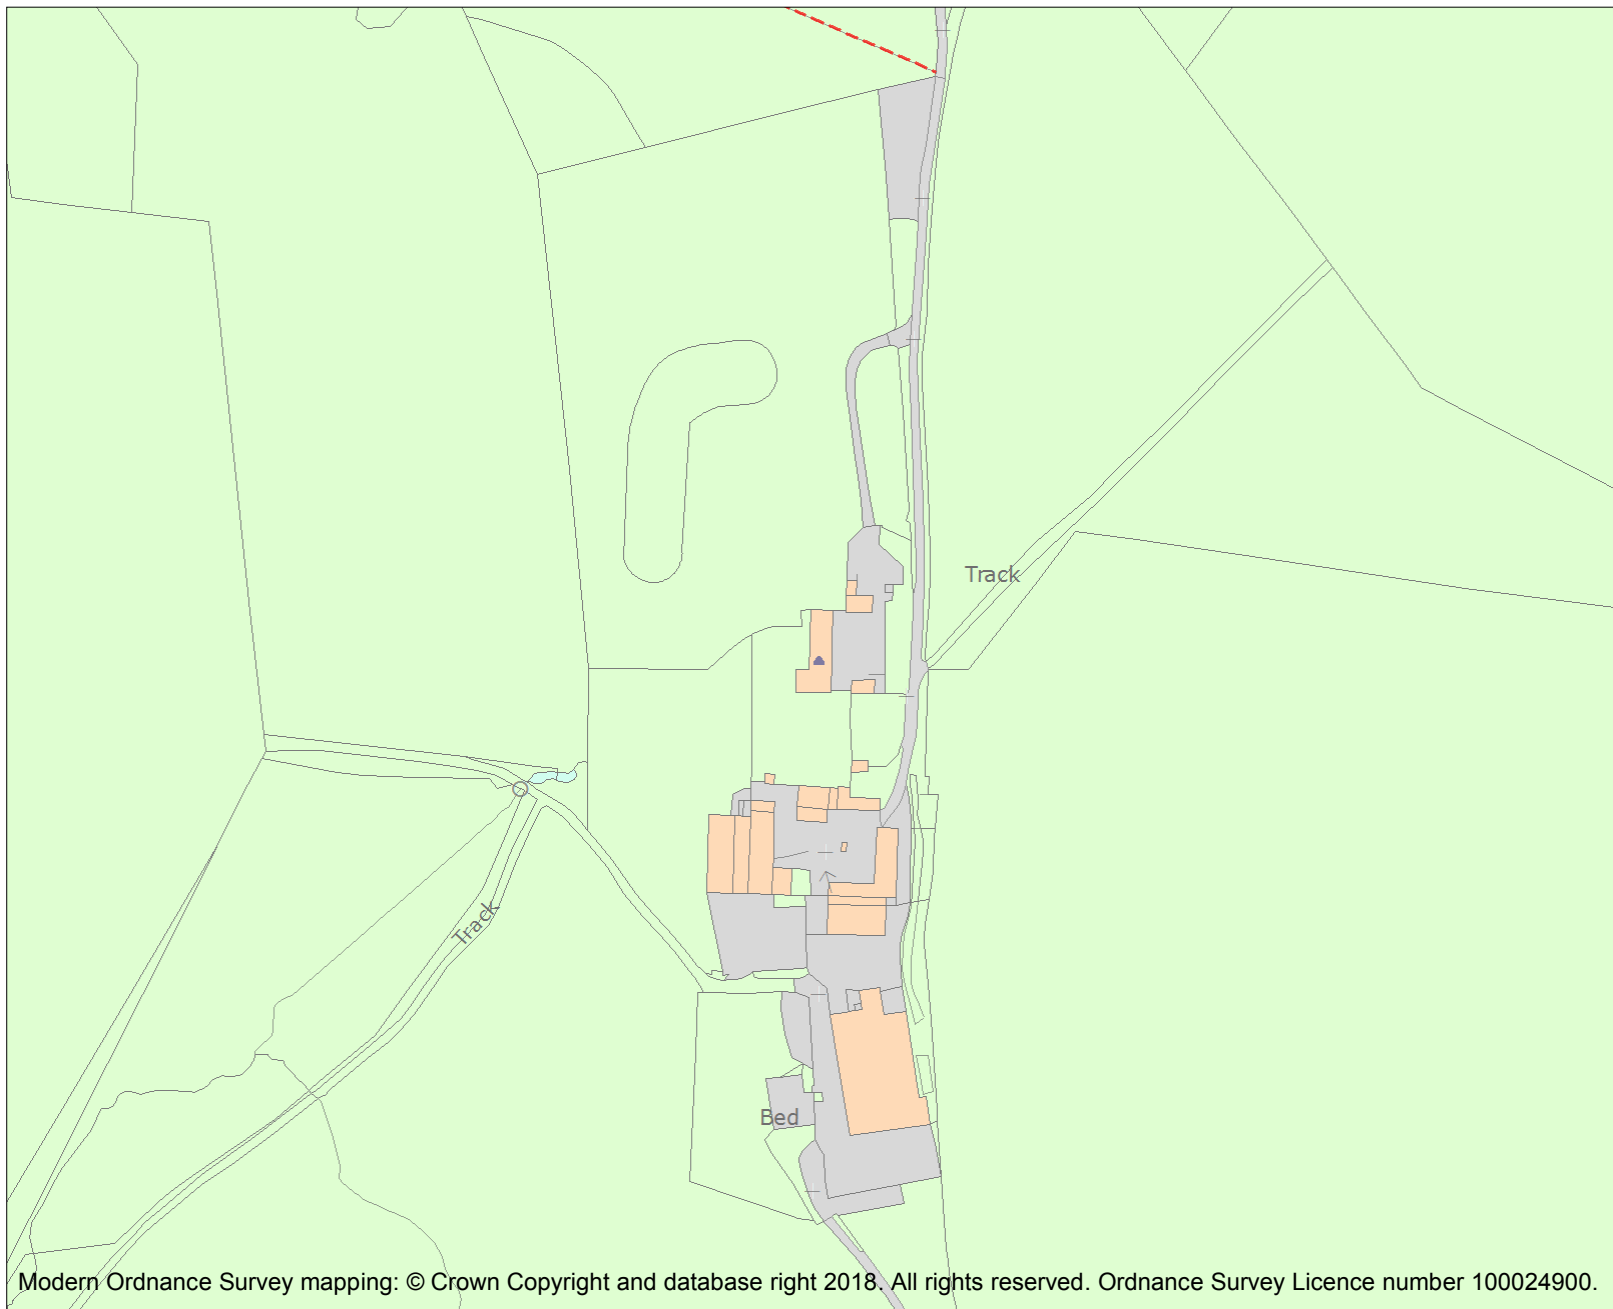 Track
Track
Bed
Modern Ordnance Survey mapping: © Crown Copyright and database right 2018. All rights reserved. Ordnance Survey Licence number 100024900.